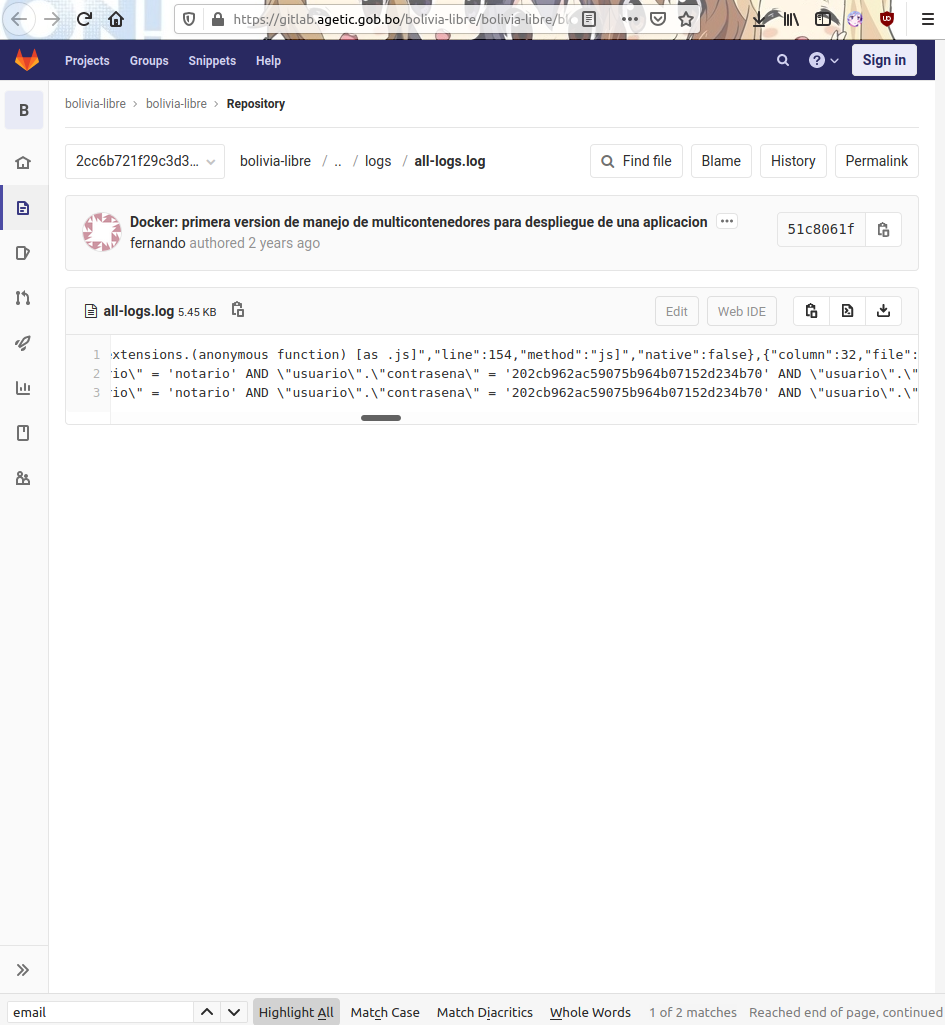 https://gitlab.agetic.gob.bo/bolivia-libre/bolivia-libre/bl
Projects Groups Snippets Help Sign in
B bolivia-libre › bolivia-libre › Repository
2cc6b721f29c3d3... bolivia-libre / .. / logs / all-logs.log Find file Blame History Permalink
Docker: primera version de manejo de multicontenedores para despliegue de una aplicacion ...
fernando authored 2 years ago
51c8061f
all-logs.log 5.45 KB Edit Web IDE
1 extensions.(anonymous function) [as .js]","line":154,"method":"js]","native":false},{"column":32,"file":
2 rio\" = 'notario' AND \"usuario\".\"contrasena\" = '202cb962ac59075b964b07152d234b70' AND \"usuario\".\"
3 rio\" = 'notario' AND \"usuario\".\"contrasena\" = '202cb962ac59075b964b07152d234b70' AND \"usuario\".\"
email Highlight All Match Case Match Diacritics Whole Words 1 of 2 matches Reached end of page, continued